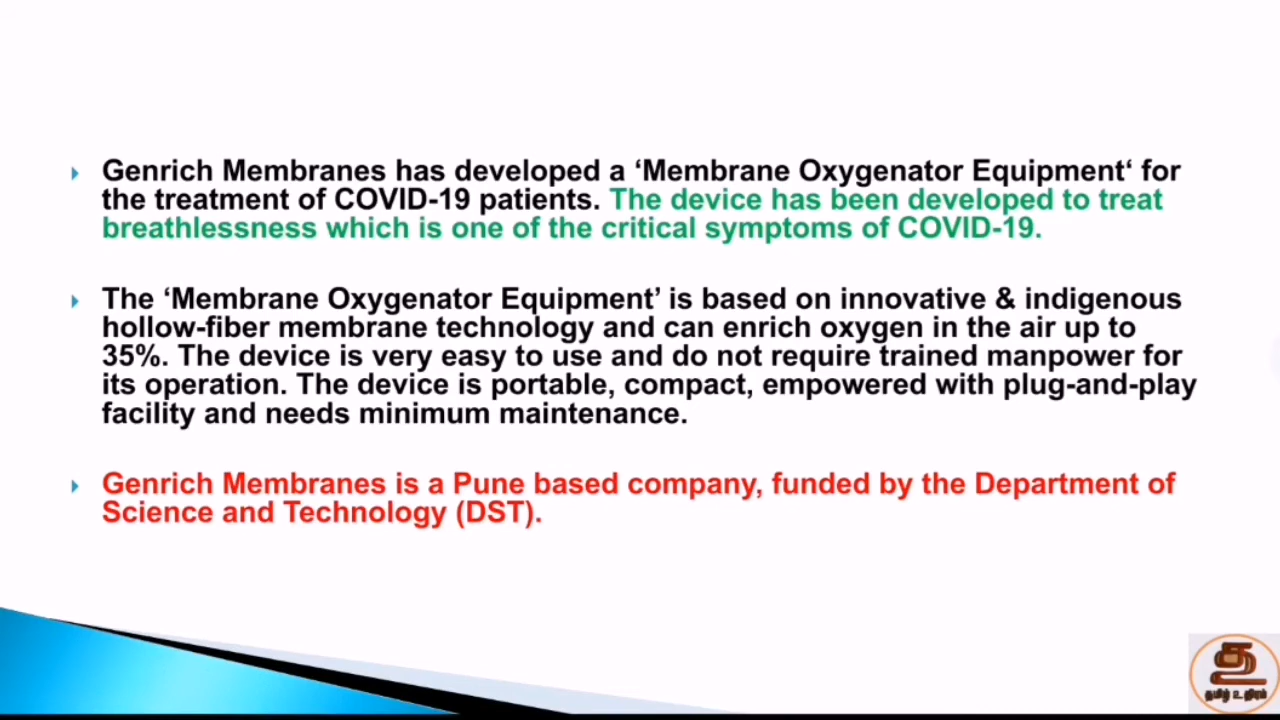 Genrich Membranes has developed a ‘Membrane Oxygenator Equipment‘ for
the treatment of COVID-19 patients. The device has been developed to treat
breathlessness which is one of the critical symptoms of COVID-19.
The ‘Membrane Oxygenator Equipment’ is based on innovative & indigenous
hollow-fiber membrane technology and can enrich oxygen in the air up to
35%. The device is very easy to use and do not require trained manpower for
its operation. The device is portable, compact, empowered with plug-and-play
facility and needs minimum maintenance.
Genrich Membranes is a Pune based company, funded by the Department of
Science and Technology (DST).
த உ
தமிழ் உதிரம்